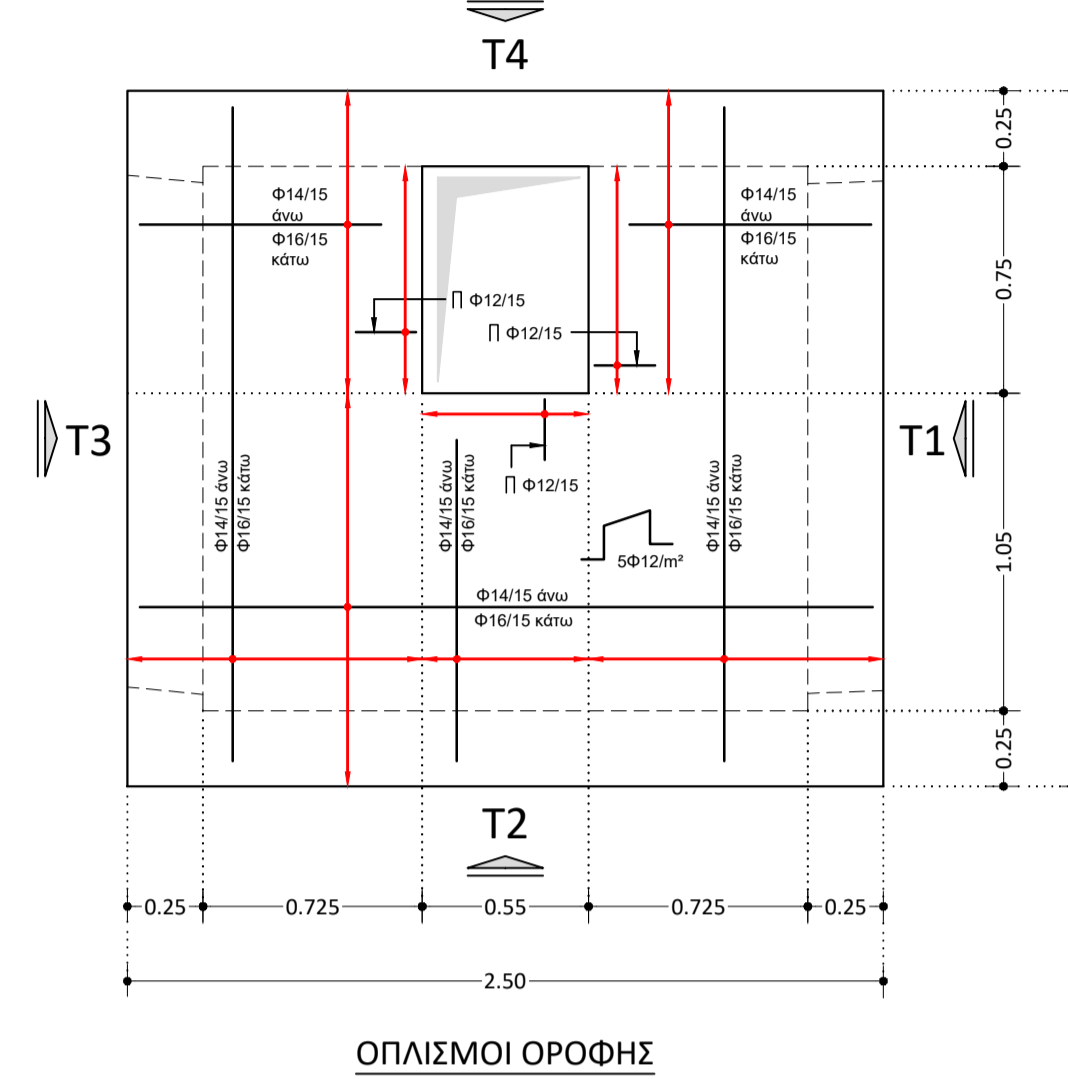 T4
0.25
Φ14/15
άνω
Φ16/15
κάτω
Φ14/15
άνω
Φ16/15
κάτω
0.75
∏ Φ12/15
∏ Φ12/15
T3
T1
Φ14/15 άνω
Φ16/15 κάτω
Φ14/15 άνω
Φ16/15 κάτω
∏ Φ12/15
Φ14/15 άνω
Φ16/15 κάτω
5Φ12/m²
1.05
Φ14/15 άνω
Φ16/15 κάτω
0.25
T2
0.25 0.725 0.55 0.725 0.25
2.50
ΟΠΛΙΣΜΟΙ ΟΡΟΦΗΣ